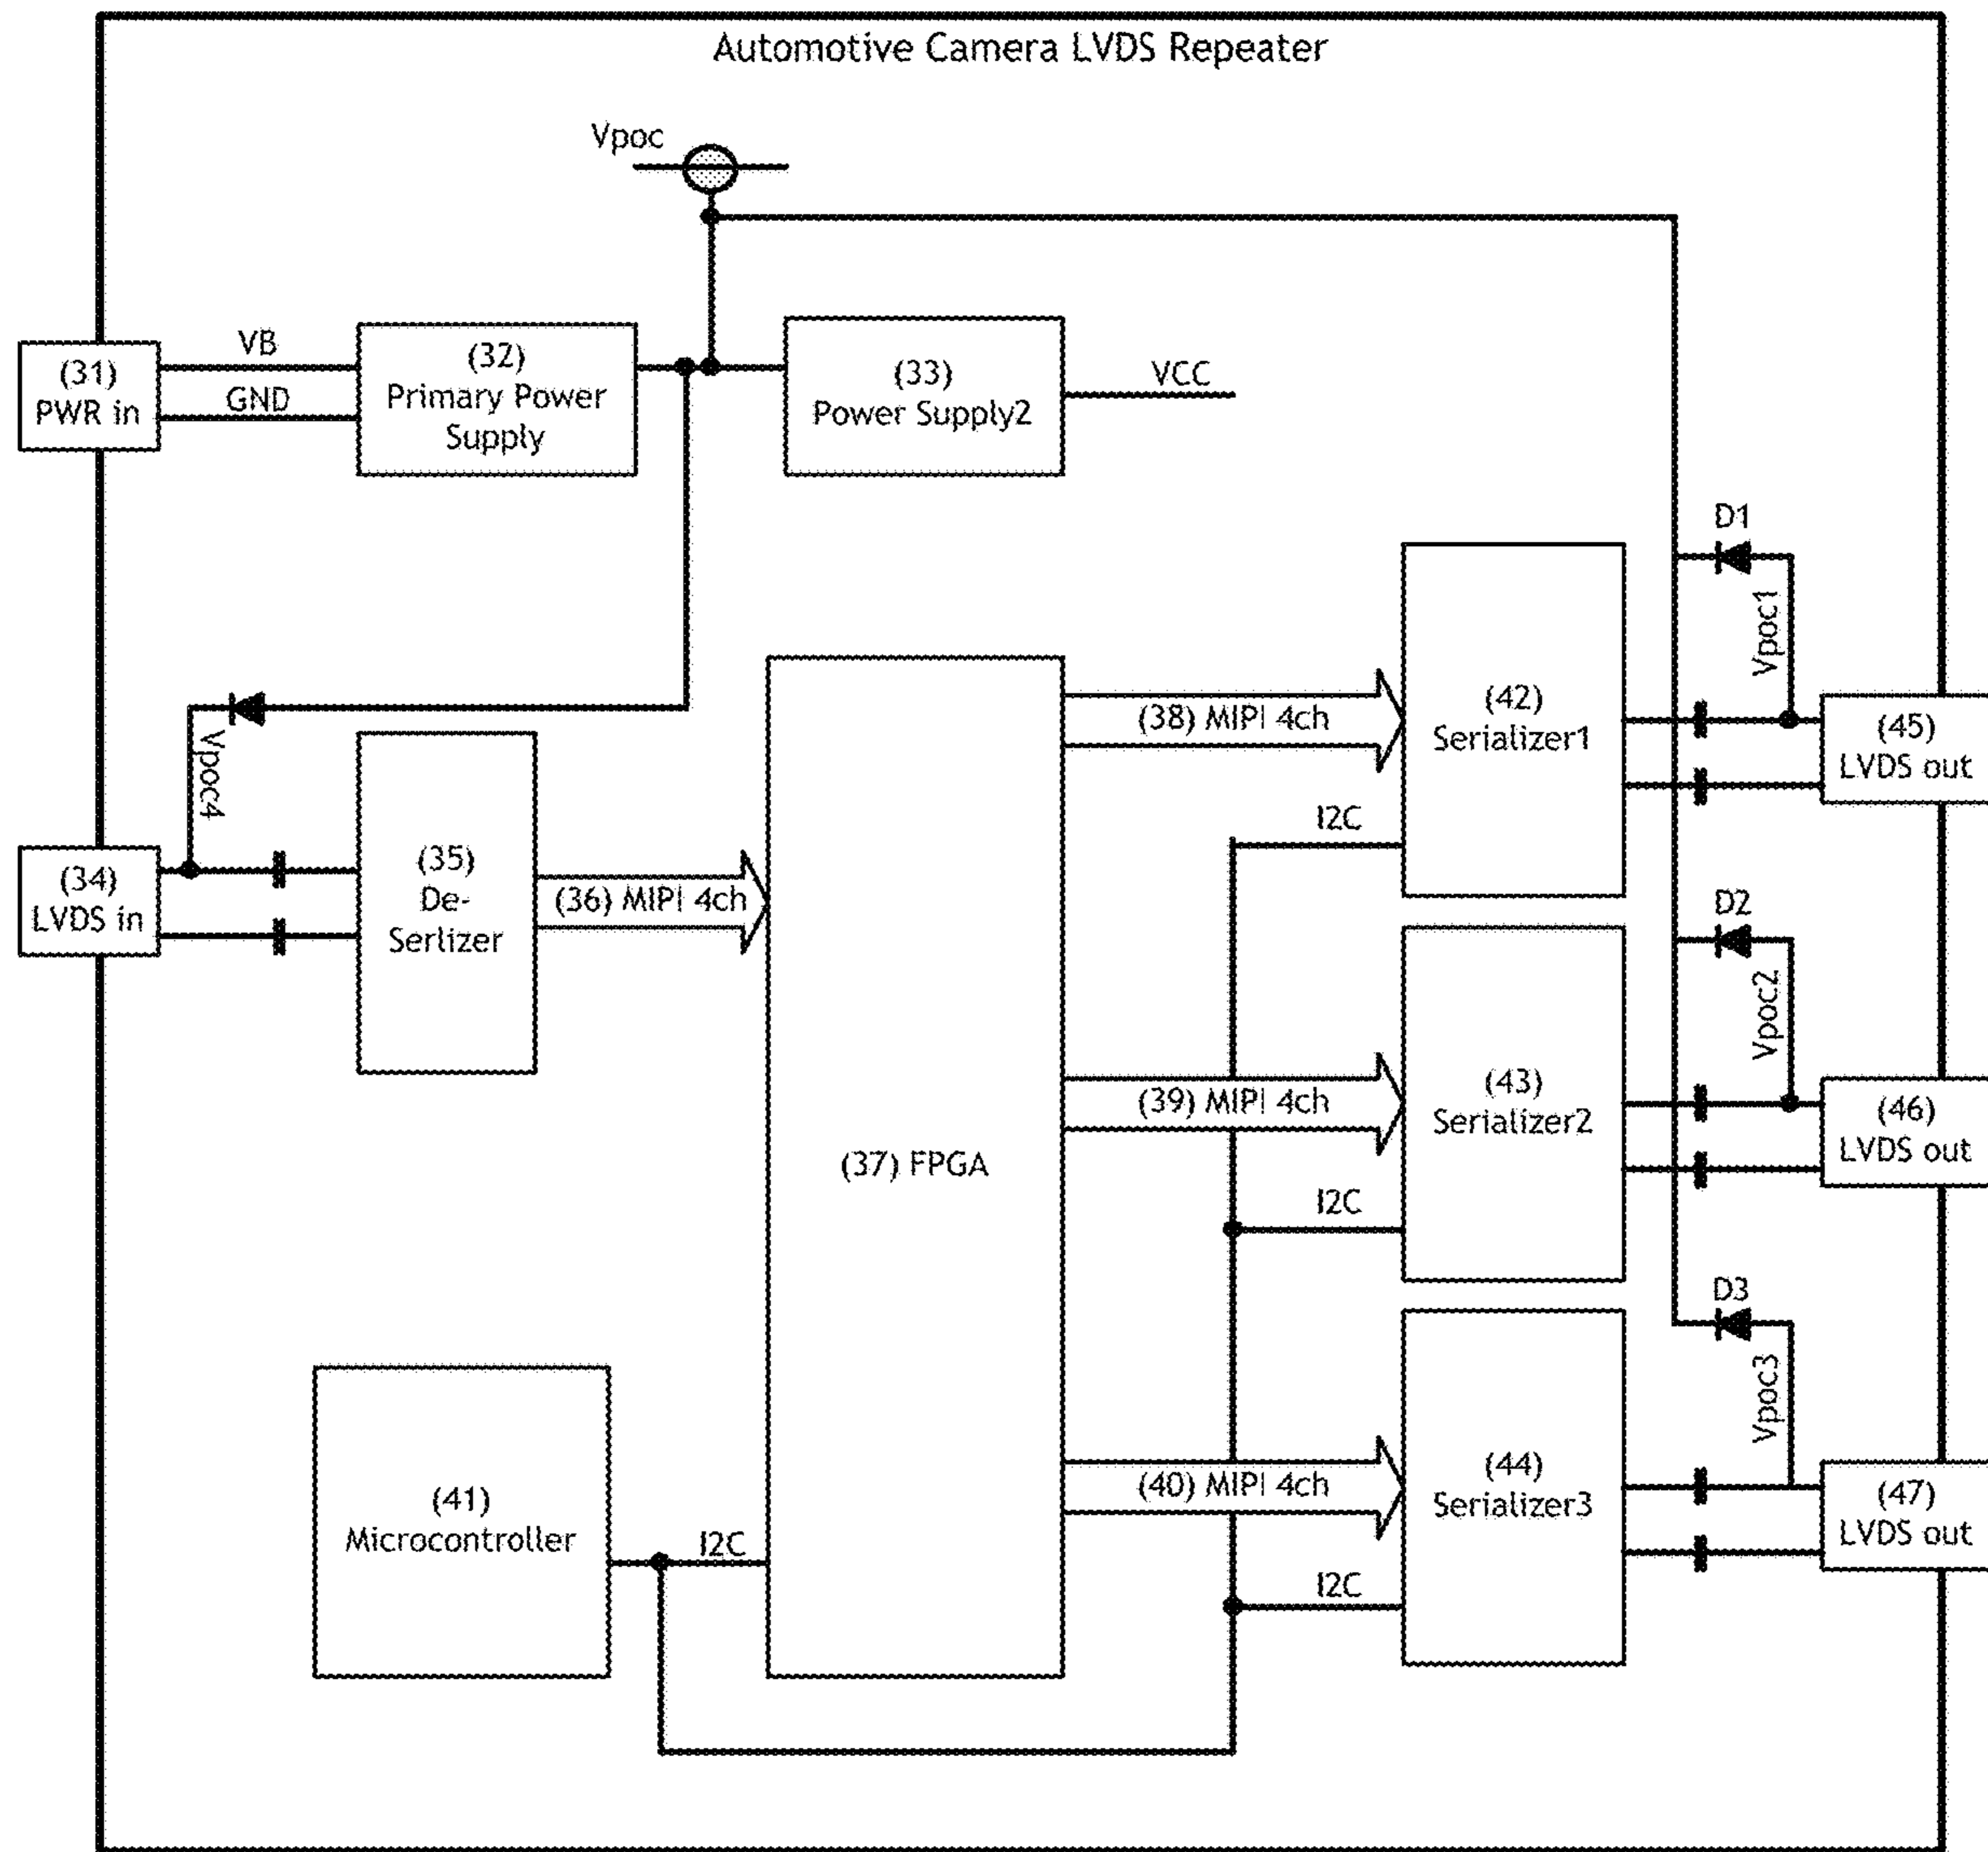 Automotive Camera LVDS Repeater
Vpoc
(31)
PWR in
VB
GND
(32)
Primary Power
Supply
(33)
Power Supply2
VCC
D1
Vpoc1
(34)
LVDS in
Vpoc4
(35)
De-
Serlizer
(36) MIPI 4ch
(37) FPGA
(38) MIPI 4ch
(42)
Serializer1
I2C
(45)
LVDS out
D2
Vpoc2
(39) MIPI 4ch
(43)
Serializer2
I2C
(46)
LVDS out
D3
Vpoc3
(40) MIPI 4ch
(44)
Serializer3
I2C
(47)
LVDS out
(41)
Microcontroller
I2C